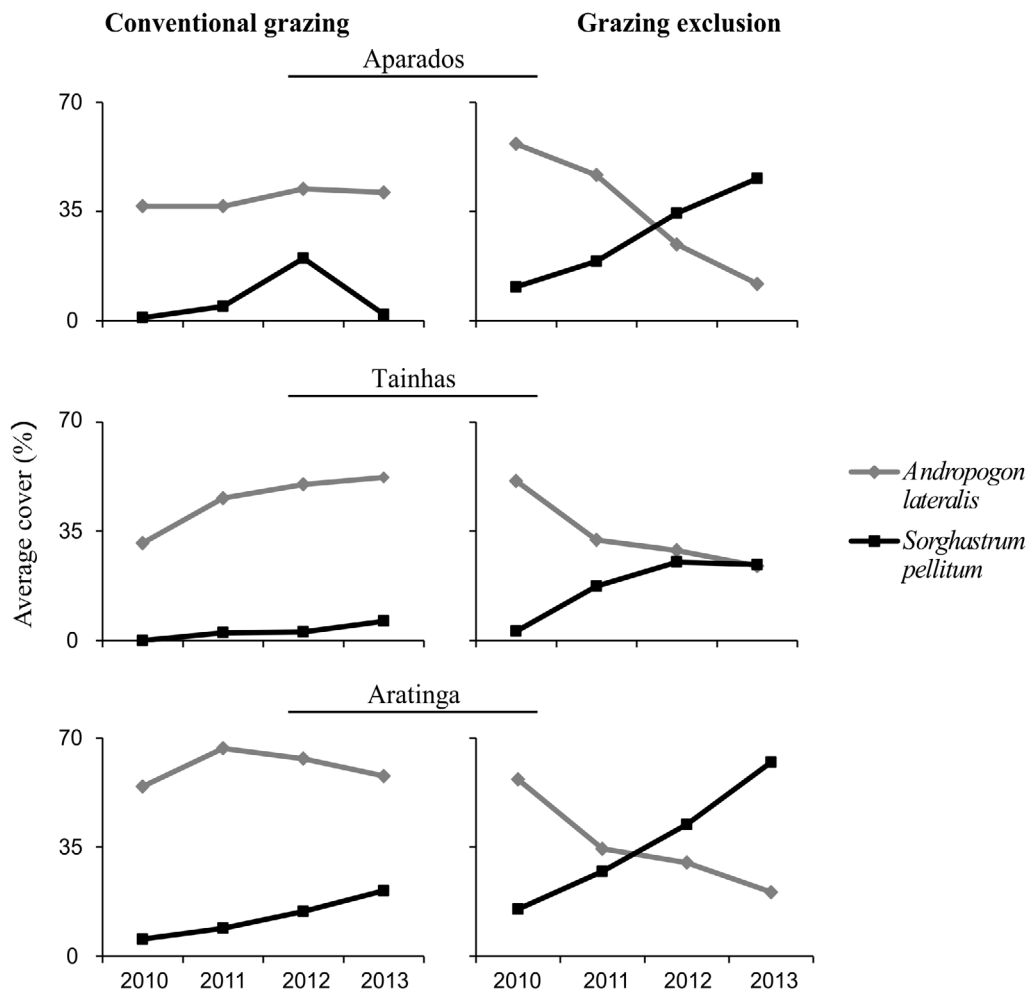 Conventional grazing
Grazing exclusion
Aparados
70
35
0
Tainhas
70
35
0
Average cover (%)
Andropogon
lateralis
Sorghastrum
pellitum
Aratinga
70
35
0
2010 2011 2012 2013
2010 2011 2012 2013